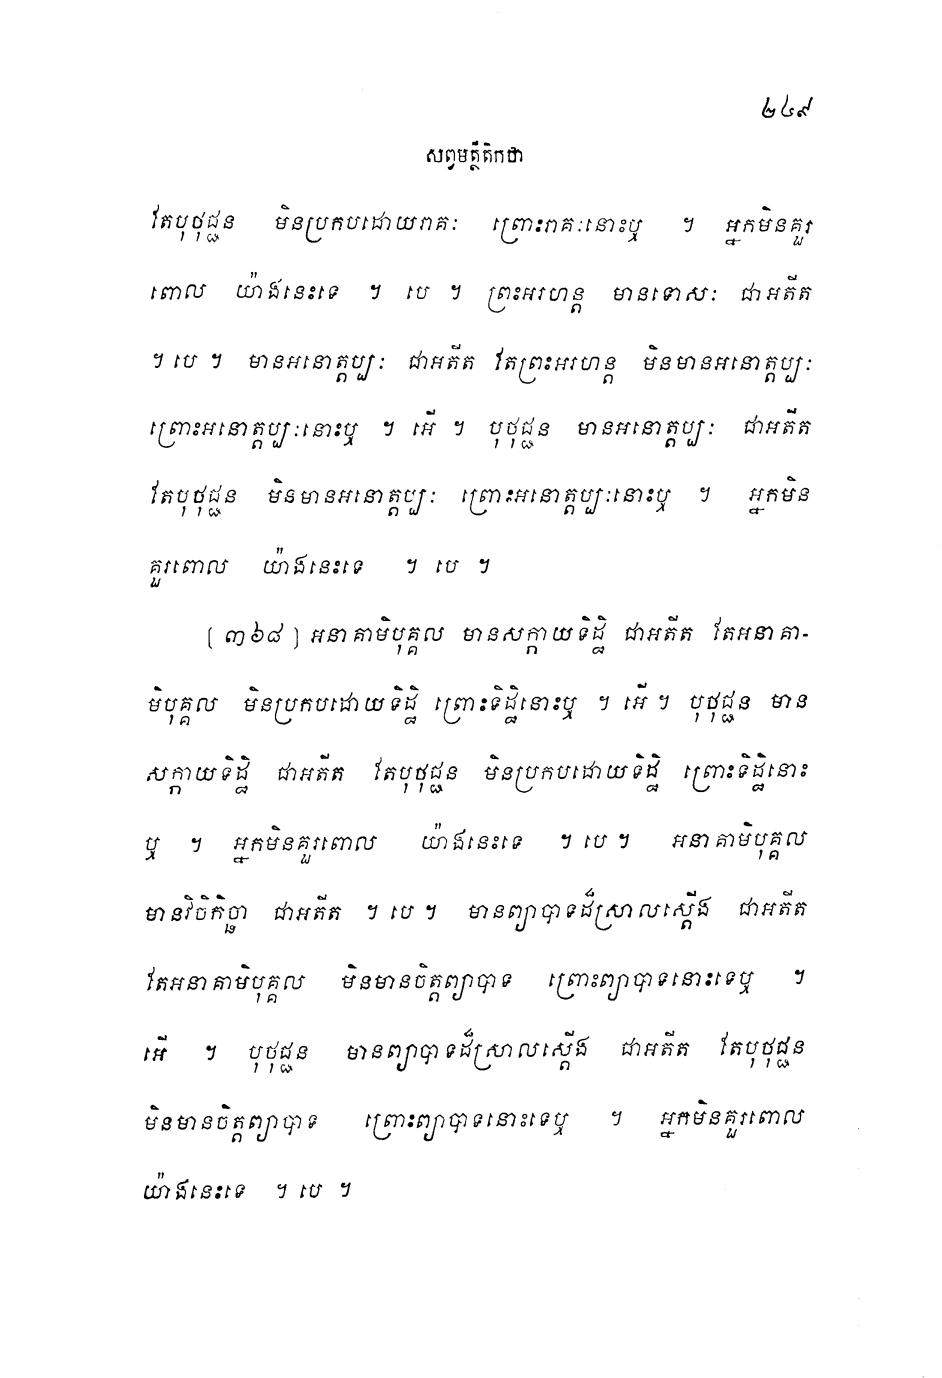 ២៤៩
សព្វមត្ថីតិកថា
តែបុថុជ្ជន មិនប្រកបដោយរាគៈ ព្រោះរាគៈនោះឬ ។ អ្នកមិនគួរ
ពោល យ៉ាងនេះទេ ។ បេ ។ ព្រះអរហន្ត មានទោសៈ ជាអតីត
។ បេ ។ មានអនោត្តប្បៈ ជាអតីត តែព្រះអរហន្ត មិនមានអនោត្តប្បៈ
ព្រោះអនោត្តប្បៈនោះឬ ។ អើ ។ បុថុជ្ជន មានអនោត្តប្បៈ ជាអតីត
តែបុថុជ្ជន មិនមានអនោត្តប្បៈ ព្រោះអនោត្តប្បៈនោះឬ ។ អ្នកមិន
គួរពោល យ៉ាងនេះទេ ។ បេ ។
[៣៦៨] អនាគាមិបុគ្គល មានសក្កាយទិដ្ឋិ ជាអតីត តែអនាគា-
មិបុគ្គល មិនប្រកបដោយទិដ្ឋិ ព្រោះទិដ្ឋិនោះឬ ។ អើ ។ បុថុជ្ជន មាន
សក្កាយទិដ្ឋិ ជាអតីត តែបុថុជ្ជន មិនប្រកបដោយទិដ្ឋិ ព្រោះទិដ្ឋិនោះ
ឬ ។ អ្នកមិនគួរពោល យ៉ាងនេះទេ ។ បេ ។ អនាគាមិបុគ្គល
មានវិចិកិច្ឆា ជាអតីត ។ បេ ។ មានព្យាបាទដ៏ស្រាលស្តើង ជាអតីត
តែអនាគាមិបុគ្គល មិនមានចិត្តព្យាបាទ ព្រោះព្យាបាទនោះទេឬ ។
អើ ។ បុថុជ្ជន មានព្យាបាទដ៏ស្រាលស្តើង ជាអតីត តែបុថុជ្ជន
មិនមានចិត្តព្យាបាទ ព្រោះព្យាបាទនោះទេឬ ។ អ្នកមិនគួរពោល
យ៉ាងនេះទេ ។ បេ ។